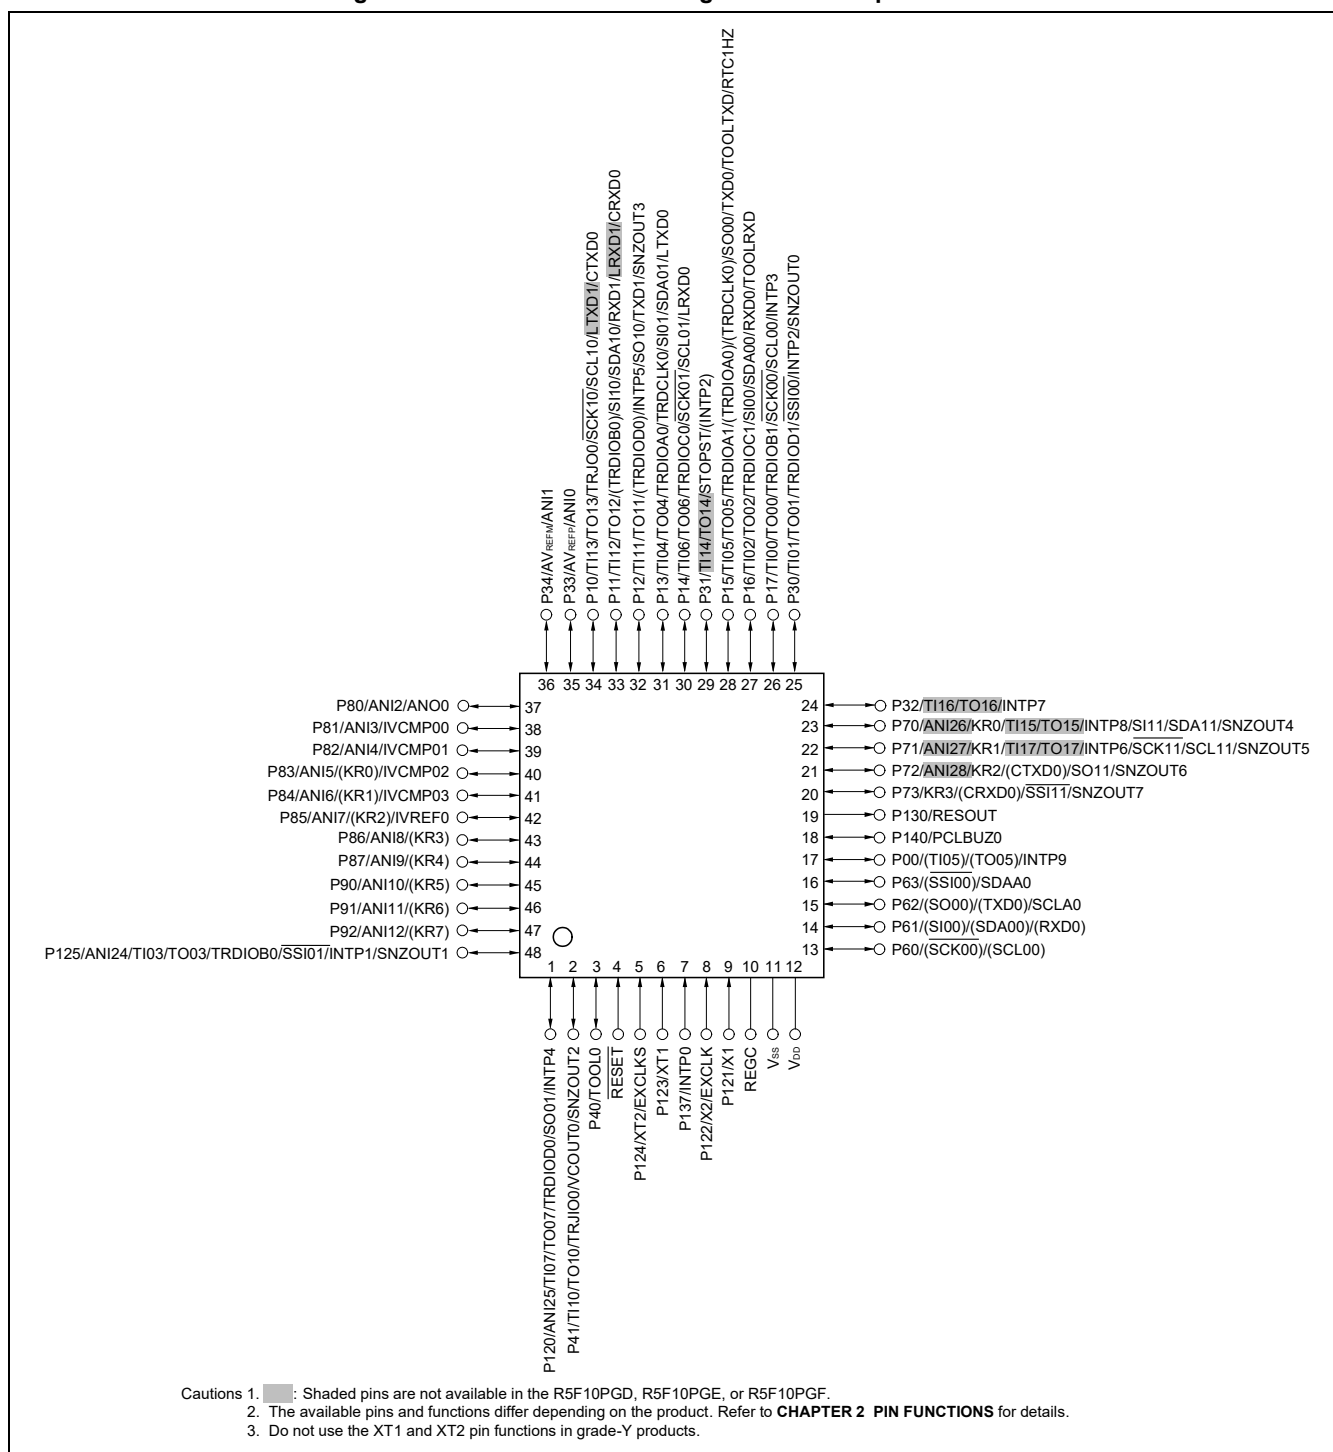 P34/AVREFM/ANI1
P33/AVREFP/ANI0
P10/TI13/TO13/TRJO0/SCK10/SCL10/LTXD1/CTXD0
P11/TI12/TO12/(TRDIOB0)/SI10/SDA10/RXD1/LRXD1/CRXD0
P12/TI11/TO11/(TRDIOD0)/INTP5/SO10/TXD1/SNZOUT3
P13/TI04/TO04/TRDIOA0/TRDCLK0/SI01/SDA01/LTXD0
P14/TI06/TO06/TRDIOC0/SCK01/SCL01/LRXD0
P31/TI14/TO14/STOPST/(INTP2)
P15/TI05/TO05/TRDIOA1/(TRDIOA0)/(TRDCLK0)/SO00/TXD0/TOOLTXD/RTC1HZ
P16/TI02/TO02/TRDIOC1/SI00/SDA00/RXD0/TOOLRXD
P17/TI00/TO00/TRDIOB1/SCK00/SCL00/INTP3
P30/TI01/TO01/TRDIOD1/SSI00/INTP2/SNZOUT0
36 35 34 33 32 31 30 29 28 27 26 25
P80/ANI2/ANO0 37
P81/ANI3/IVCMP00 38
P82/ANI4/IVCMP01 39
P83/ANI5/(KR0)/IVCMP02 40
P84/ANI6/(KR1)/IVCMP03 41
P85/ANI7/(KR2)/IVREF0 42
P86/ANI8/(KR3) 43
P87/ANI9/(KR4) 44
P90/ANI10/(KR5) 45
P91/ANI11/(KR6) 46
P92/ANI12/(KR7) 47
P125/ANI24/TI03/TO03/TRDIOB0/SSI01/INTP1/SNZOUT1 48
24 P32/TI16/TO16/INTP7
23 P70/ANI26/KR0/TI15/TO15/INTP8/SI11/SDA11/SNZOUT4
22 P71/ANI27/KR1/TI17/TO17/INTP6/SCK11/SCL11/SNZOUT5
21 P72/ANI28/KR2/(CTXD0)/SO11/SNZOUT6
20 P73/KR3/(CRXD0)/SSI11/SNZOUT7
19 P130/RESOUT
18 P140/PCLBUZ0
17 P00/(TI05)/(TO05)/INTP9
16 P63/(SSI00)/SDAA0
15 P62/(SO00)/(TXD0)/SCLA0
14 P61/(SI00)/(SDA00)/(RXD0)
13 P60/(SCK00)/(SCL00)
1 2 3 4 5 6 7 8 9 10 11 12
P120/ANI25/TI07/TO07/TRDIOD0/SO01/INTP4
P41/TI10/TO10/TRJIO0/VCOUT0/SNZOUT2
P40/TOOL0
RESET
P124/XT2/EXCLKS
P123/XT1
P137/INTP0
P122/X2/EXCLK
P121/X1
REGC
VSS
VDD
Cautions 1. : Shaded pins are not available in the R5F10PGD, R5F10PGE, or R5F10PGF.
2. The available pins and functions differ depending on the product. Refer to CHAPTER 2 PIN FUNCTIONS for details.
3. Do not use the XT1 and XT2 pin functions in grade-Y products.